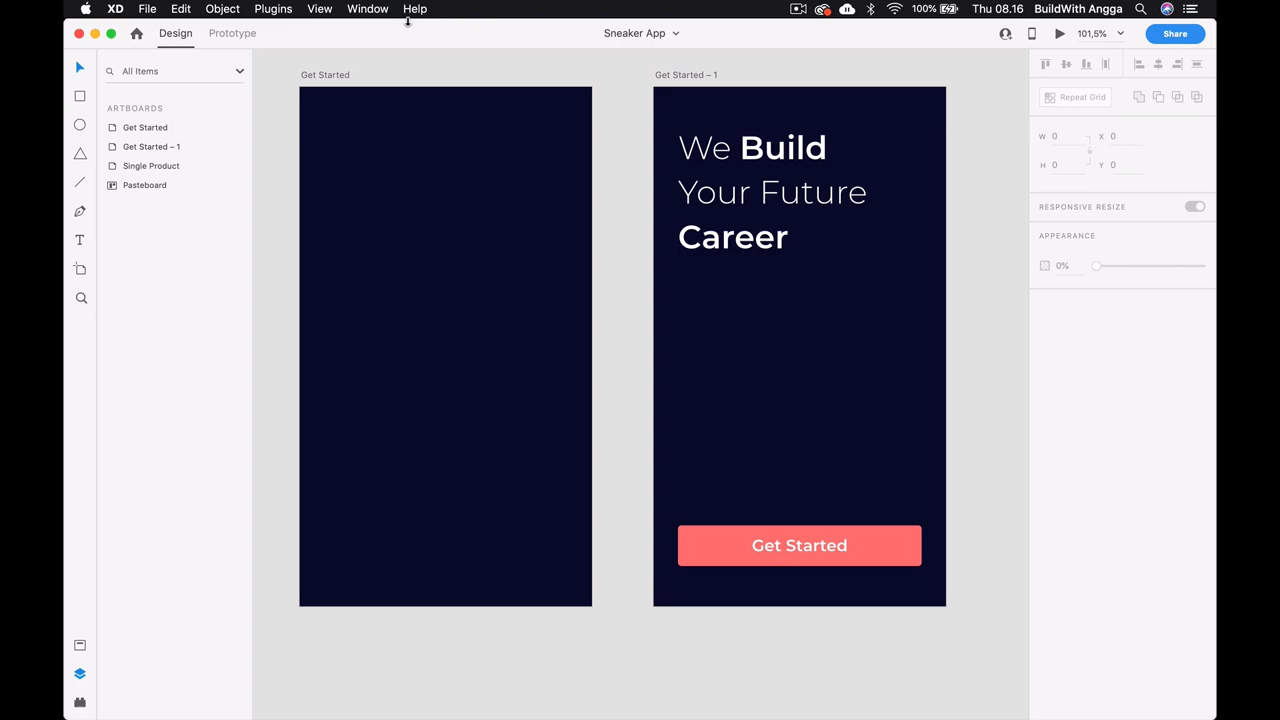 XD File Edit Object Plugins View Window Help 100% Thu 08.16 BuildWith Angga
Design Prototype Sneaker App 101,5% Share
All Items
ARTBOARDS
Get Started
Get Started – 1
Single Product
Pasteboard
Get Started
Get Started – 1
We Build
Your Future
Career
Get Started
Repeat Grid
W 0 X 0
H 0 Y 0
RESPONSIVE RESIZE
APPEARANCE
0%